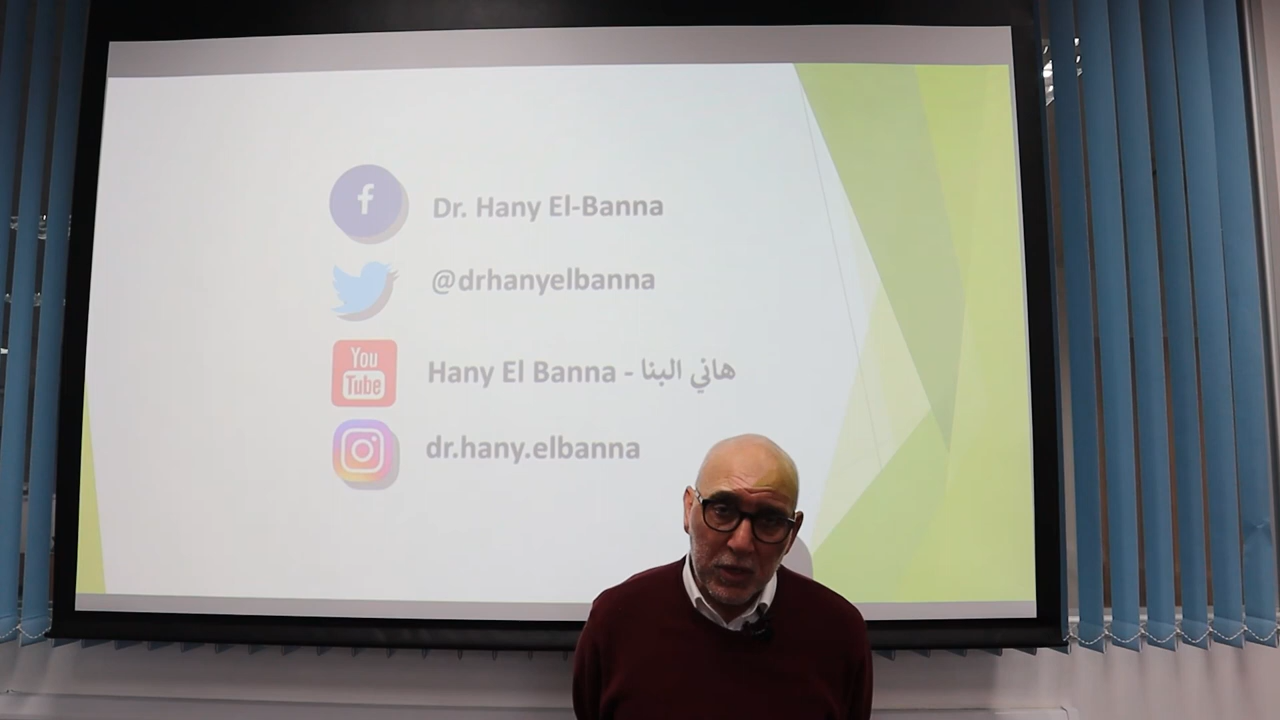 f
Dr. Hany El-Banna
@drhanyelbanna
You
Tube
Hany El Banna - هاني البنا
dr.hany.elbanna